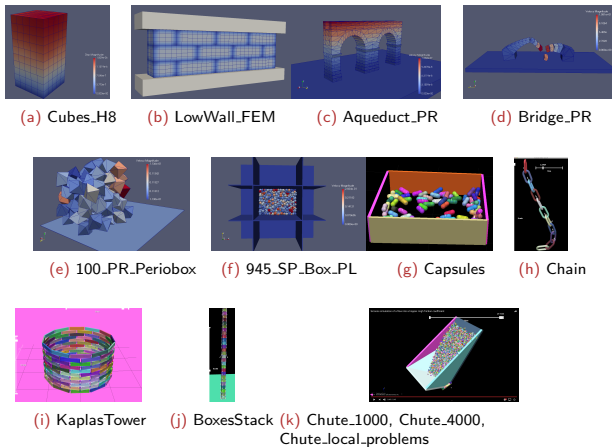 (a) Cubes_H8
(b) LowWall_FEM
(c) Aqueduct_PR
(d) Bridge_PR
(e) 100_PR_Periobox
(f) 945_SP_Box_PL
(g) Capsules
(h) Chain
(i) KaplasTower
(j) BoxesStack
(k) Chute_1000, Chute_4000,
Chute_local_problems